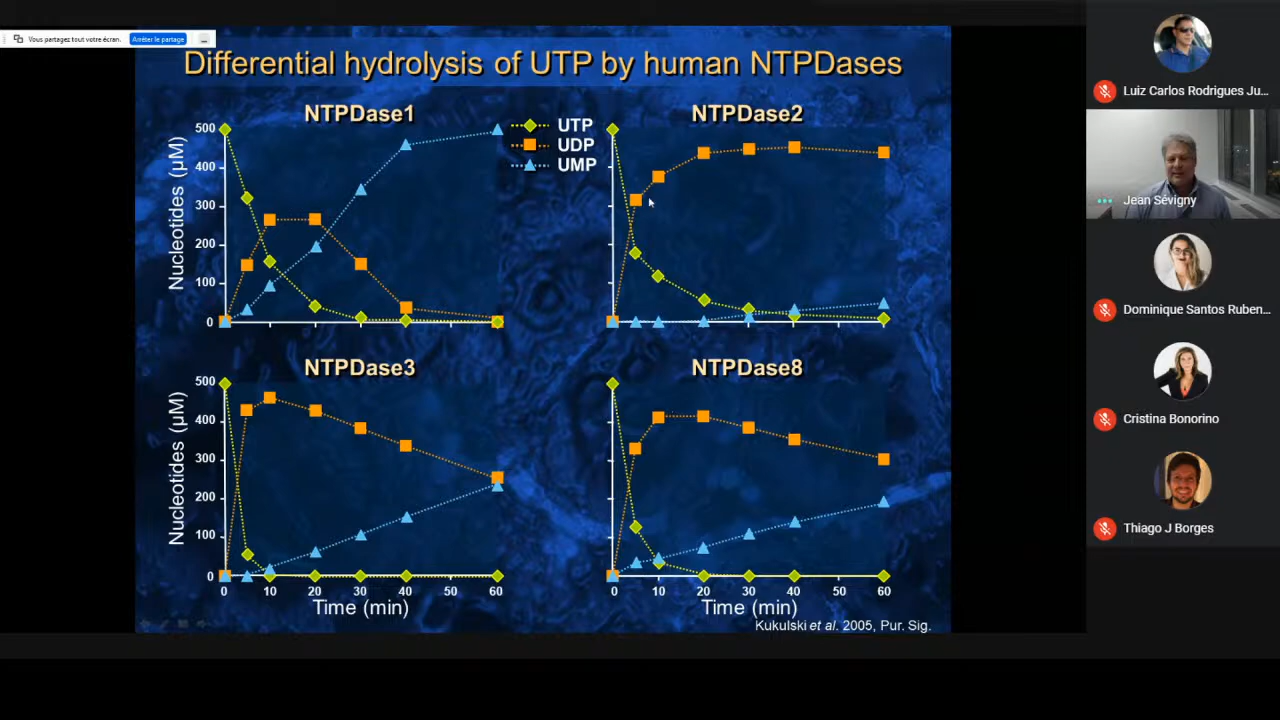 Vous partagez tout votre écran.
Arrêter le partage
Differential hydrolysis of UTP by human NTPDases
NTPDase1
NTPDase2
UTP
UDP
UMP
Nucleotides (µM)
500
400
300
200
100
0
NTPDase3
NTPDase8
Nucleotides (µM)
500
400
300
200
100
0
0 10 20 30 40 50 60
Time (min)
0 10 20 30 40 50 60
Time (min)
Kukulski et al. 2005, Pur. Sig.
Luiz Carlos Rodrigues Ju...
Jean Sévigny
Dominique Santos Ruben...
Cristina Bonorino
Thiago J Borges